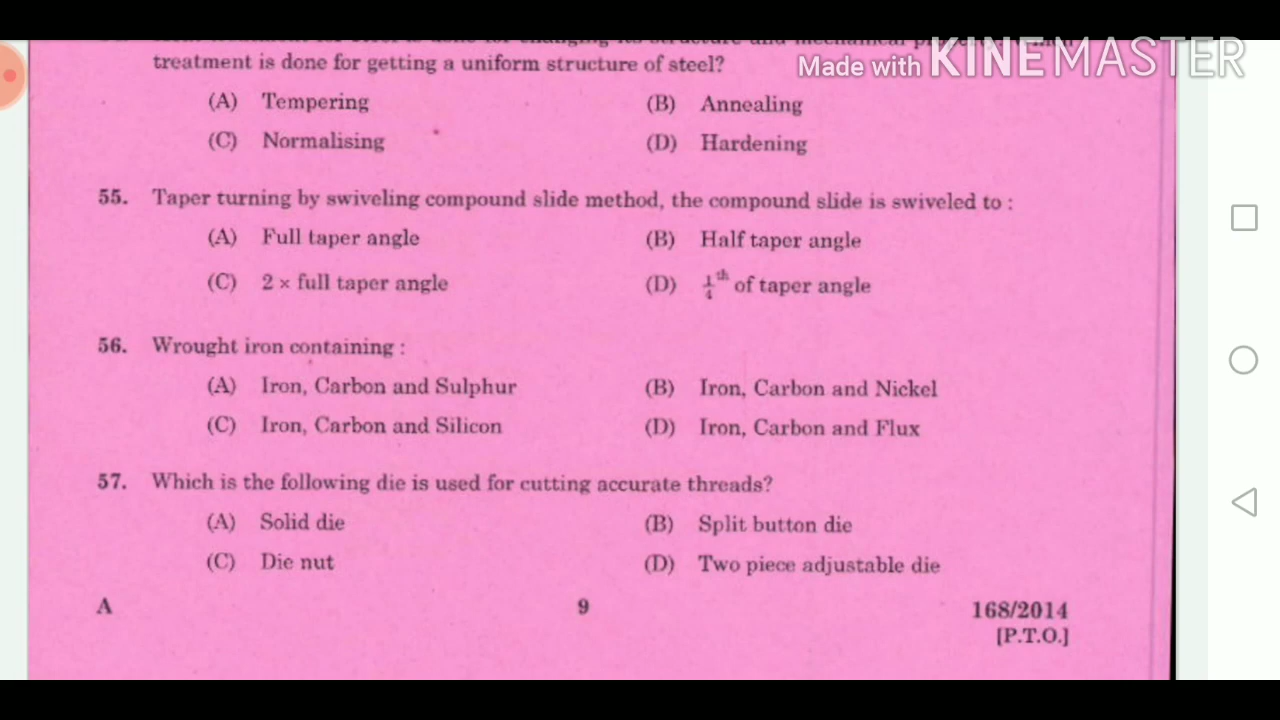 treatment is done for getting a uniform structure of steel?
Made with KINEMASTER
(A) Tempering (B) Annealing
(C) Normalising (D) Hardening
55. Taper turning by swiveling compound slide method, the compound slide is swiveled to :
(A) Full taper angle (B) Half taper angle
(C) 2 × full taper angle (D) 1/4 th of taper angle
56. Wrought iron containing :
(A) Iron, Carbon and Sulphur (B) Iron, Carbon and Nickel
(C) Iron, Carbon and Silicon (D) Iron, Carbon and Flux
57. Which is the following die is used for cutting accurate threads?
(A) Solid die (B) Split button die
(C) Die nut (D) Two piece adjustable die
A 9 168/2014
[P.T.O.]